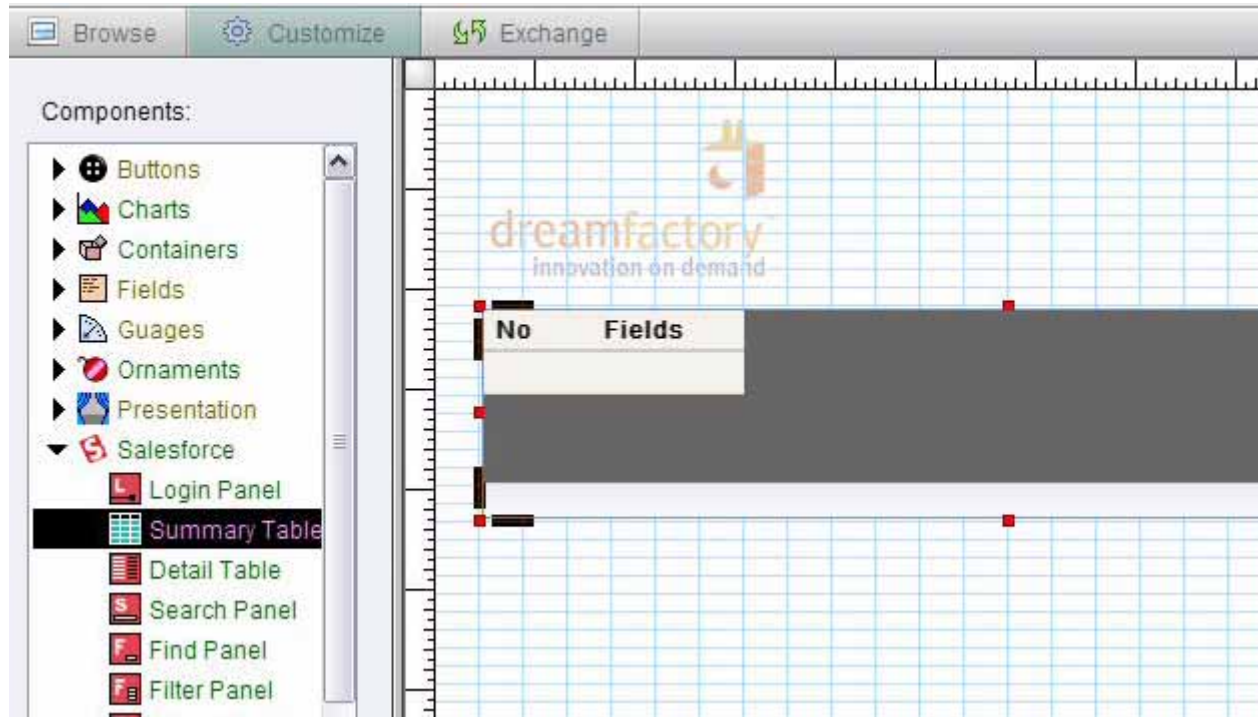 Browse
Customize
Exchange
Components:
Buttons
Charts
Containers
Fields
Guages
Ornaments
Presentation
Salesforce
Login Panel
Summary Table
Detail Table
Search Panel
Find Panel
Filter Panel
dreamfactory
innovation on demand
No Fields